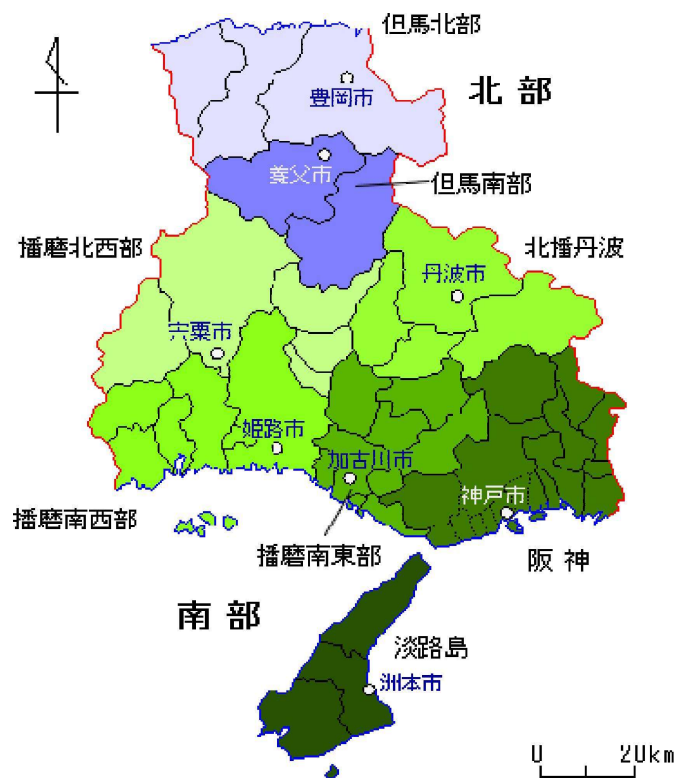 但馬北部
豊岡市
北部
養父市
但馬南部
播磨北西部
北播丹波
丹波市
宍粟市
姫路市
加古川市
神戸市
播磨南西部
播磨南東部
阪神
南部
淡路島
洲本市
0 20km